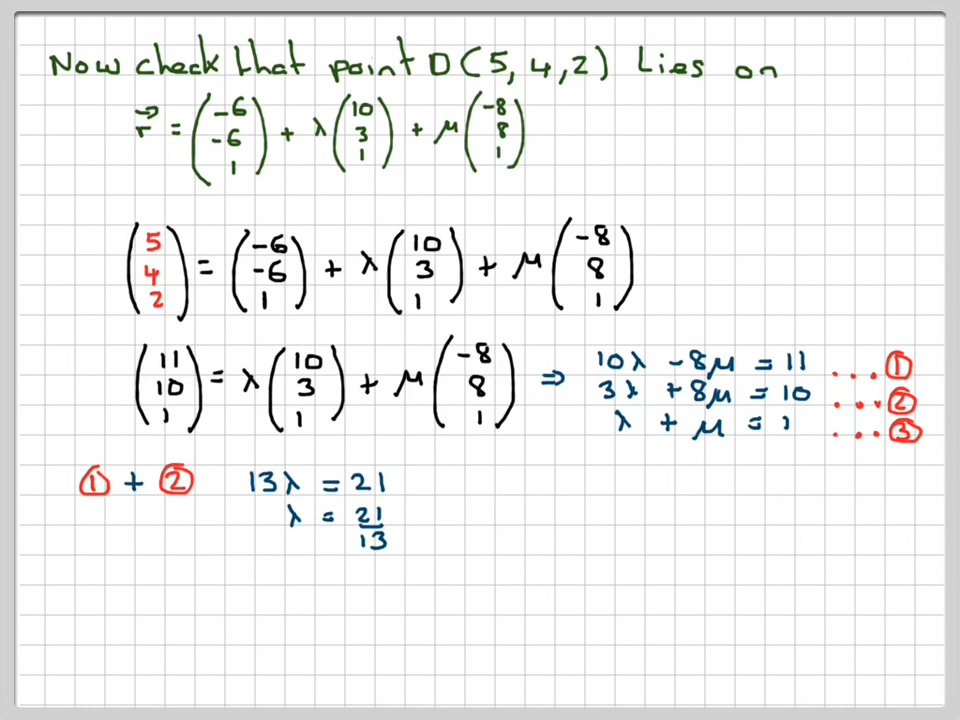 Now check that point D(5, 4, 2) Lies on
r⃗ = (-6 -6 1) + λ (10 3 1) + μ (-8 8 1)
(5 4 2) = (-6 -6 1) + λ (10 3 1) + μ (-8 8 1)
(11 10 1) = λ (10 3 1) + μ (-8 8 1) ⇒
10λ - 8μ = 11 ... ①
3λ + 8μ = 10 ... ②
λ + μ = 1 ... ③
① + ② 13λ = 21
λ = 21/13